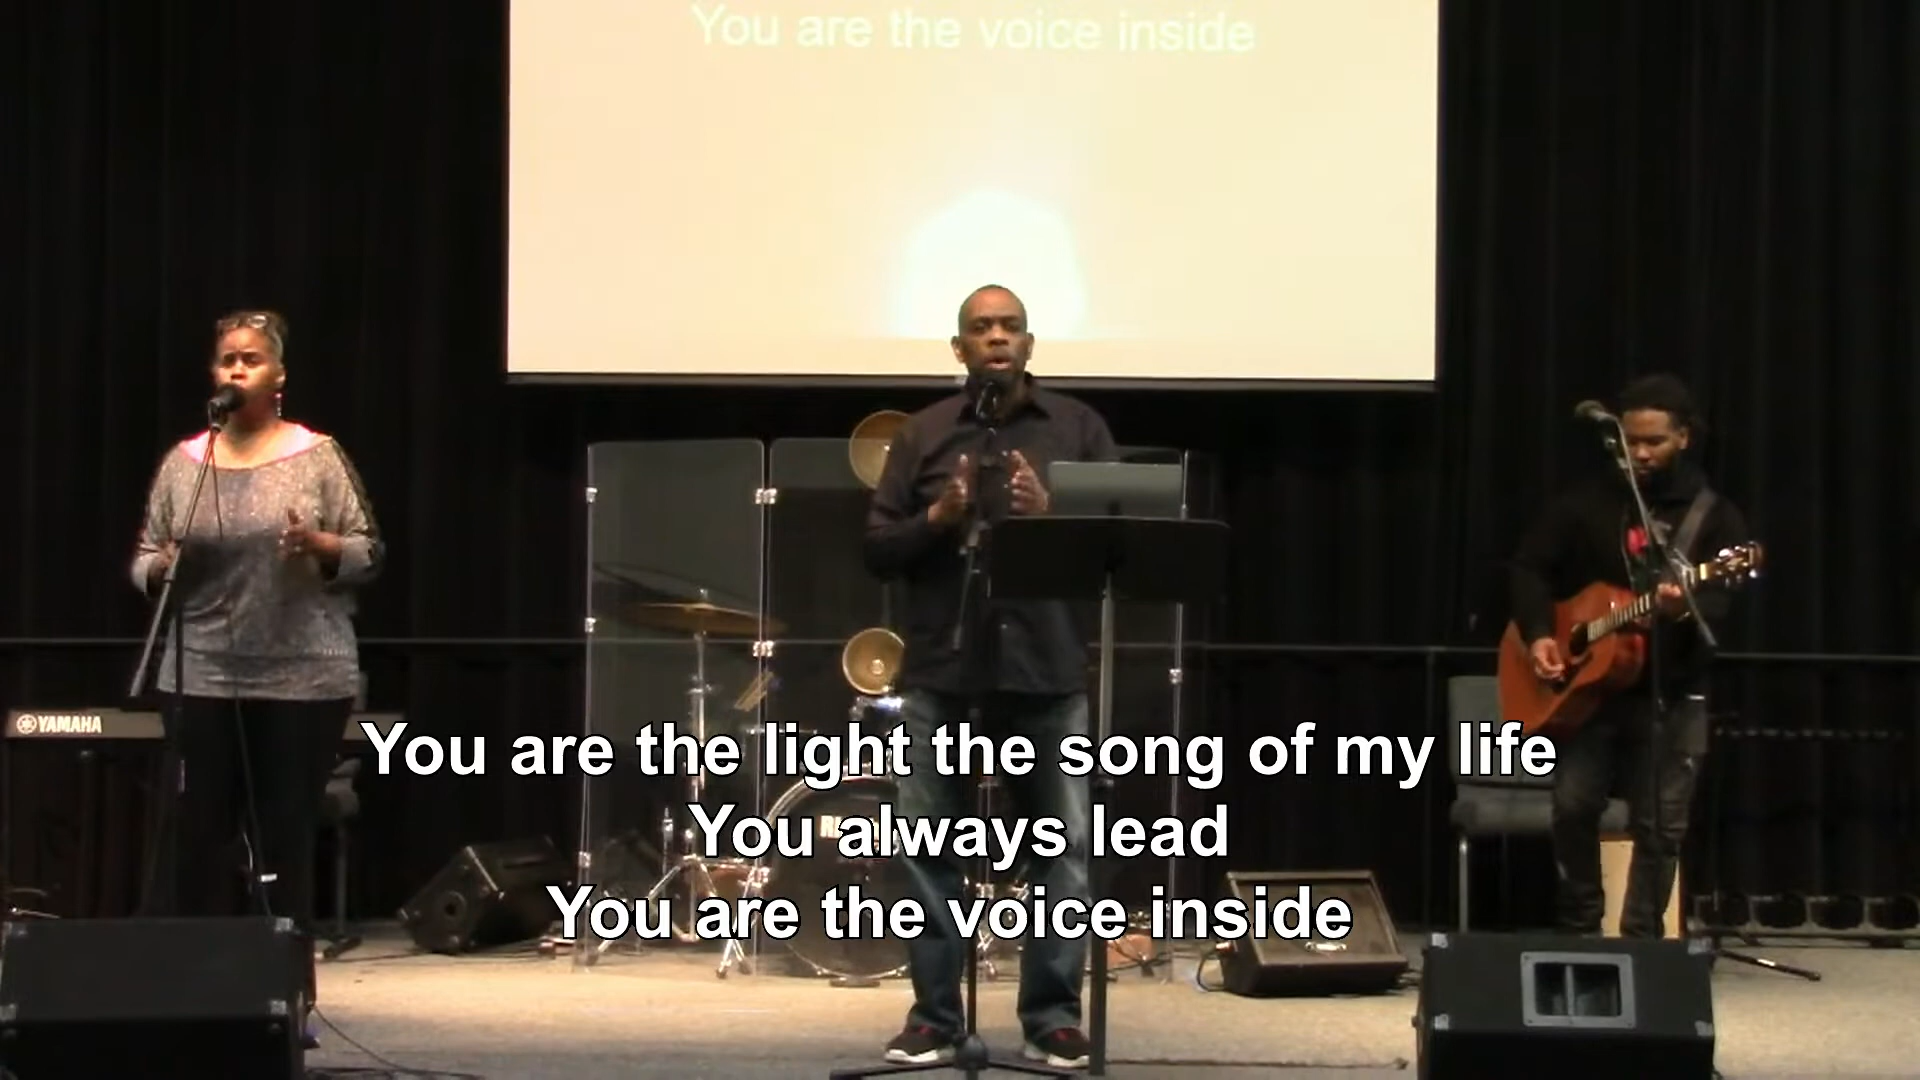 You are the voice inside
YAMAHA
You are the light the song of my life
You always lead
You are the voice inside